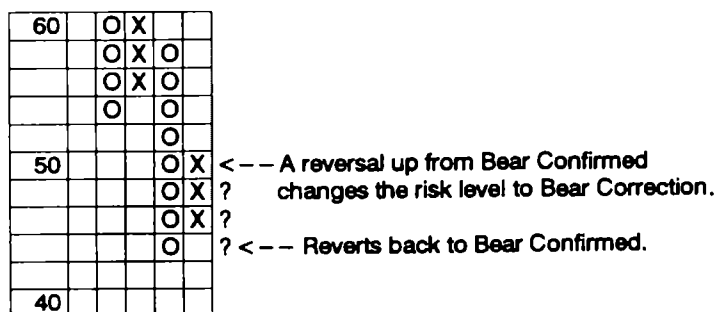 60 O X
O X O
O X O
O O
O
50 O X <-- A reversal up from Bear Confirmed
O X ? changes the risk level to Bear Correction.
O X ?
O ? <-- Reverts back to Bear Confirmed.
40